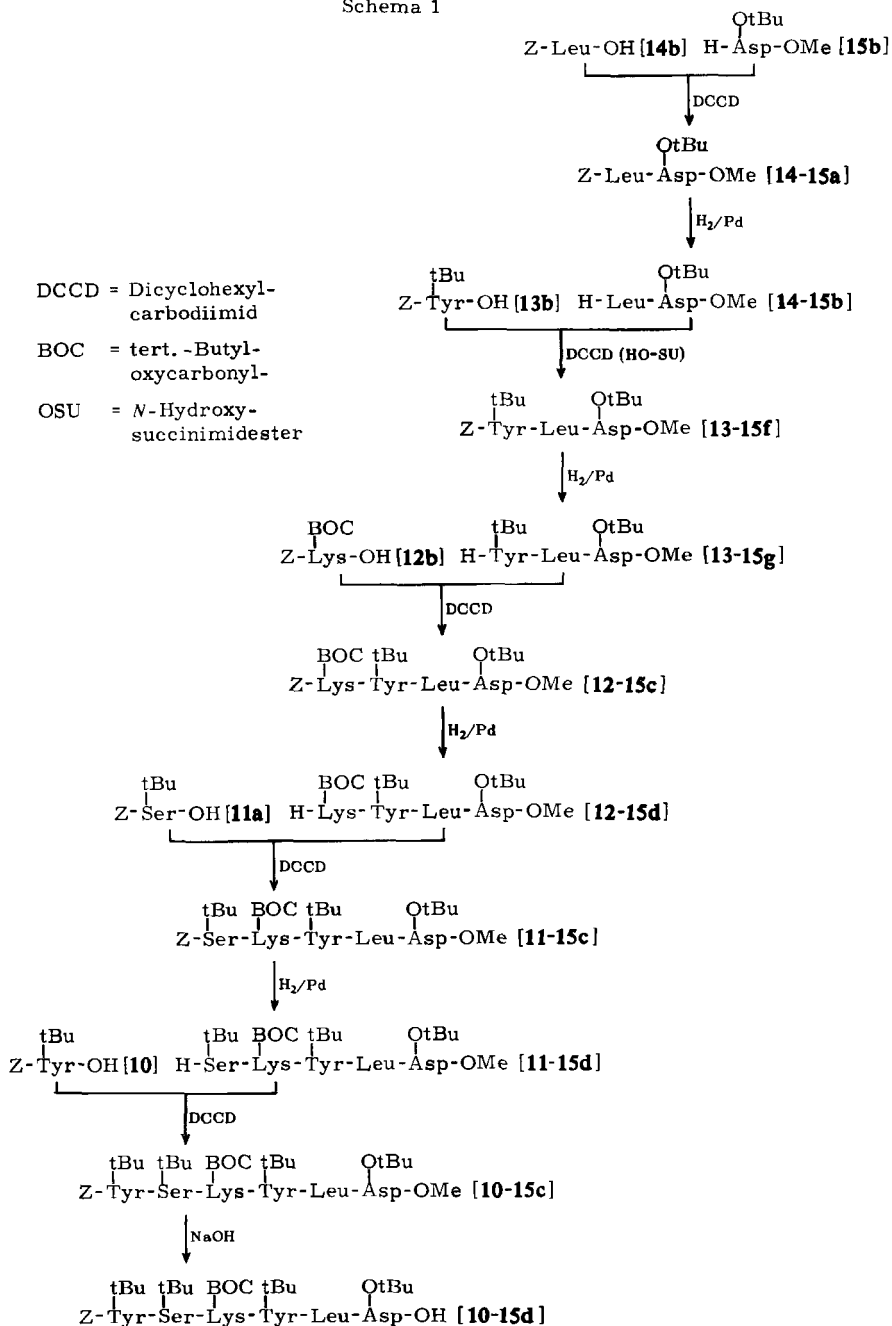 Schema 1
OtBu
Z-Leu-OH [14b] H-Asp-OMe [15b]
DCCD
OtBu
Z-Leu-Asp-OMe [14-15a]
H₂/Pd
DCCD = Dicyclohexyl-
carbodiimid
BOC = tert.-Butyl-
oxycarbonyl-
OSU = N-Hydroxy-
succinimidester
tBu OtBu
Z-Tyr-OH [13b] H-Leu-Asp-OMe [14-15b]
DCCD (HO-SU)
tBu OtBu
Z-Tyr-Leu-Asp-OMe [13-15f]
H₂/Pd
BOC tBu OtBu
Z-Lys-OH [12b] H-Tyr-Leu-Asp-OMe [13-15g]
DCCD
BOC tBu OtBu
Z-Lys-Tyr-Leu-Asp-OMe [12-15c]
H₂/Pd
tBu BOC tBu OtBu
Z-Ser-OH [11a] H-Lys-Tyr-Leu-Asp-OMe [12-15d]
DCCD
tBu BOC tBu OtBu
Z-Ser-Lys-Tyr-Leu-Asp-OMe [11-15c]
H₂/Pd
tBu tBu BOC tBu OtBu
Z-Tyr-OH [10] H-Ser-Lys-Tyr-Leu-Asp-OMe [11-15d]
DCCD
tBu tBu BOC tBu OtBu
Z-Tyr-Ser-Lys-Tyr-Leu-Asp-OMe [10-15c]
NaOH
tBu tBu BOC tBu OtBu
Z-Tyr-Ser-Lys-Tyr-Leu-Asp-OH [10-15d]